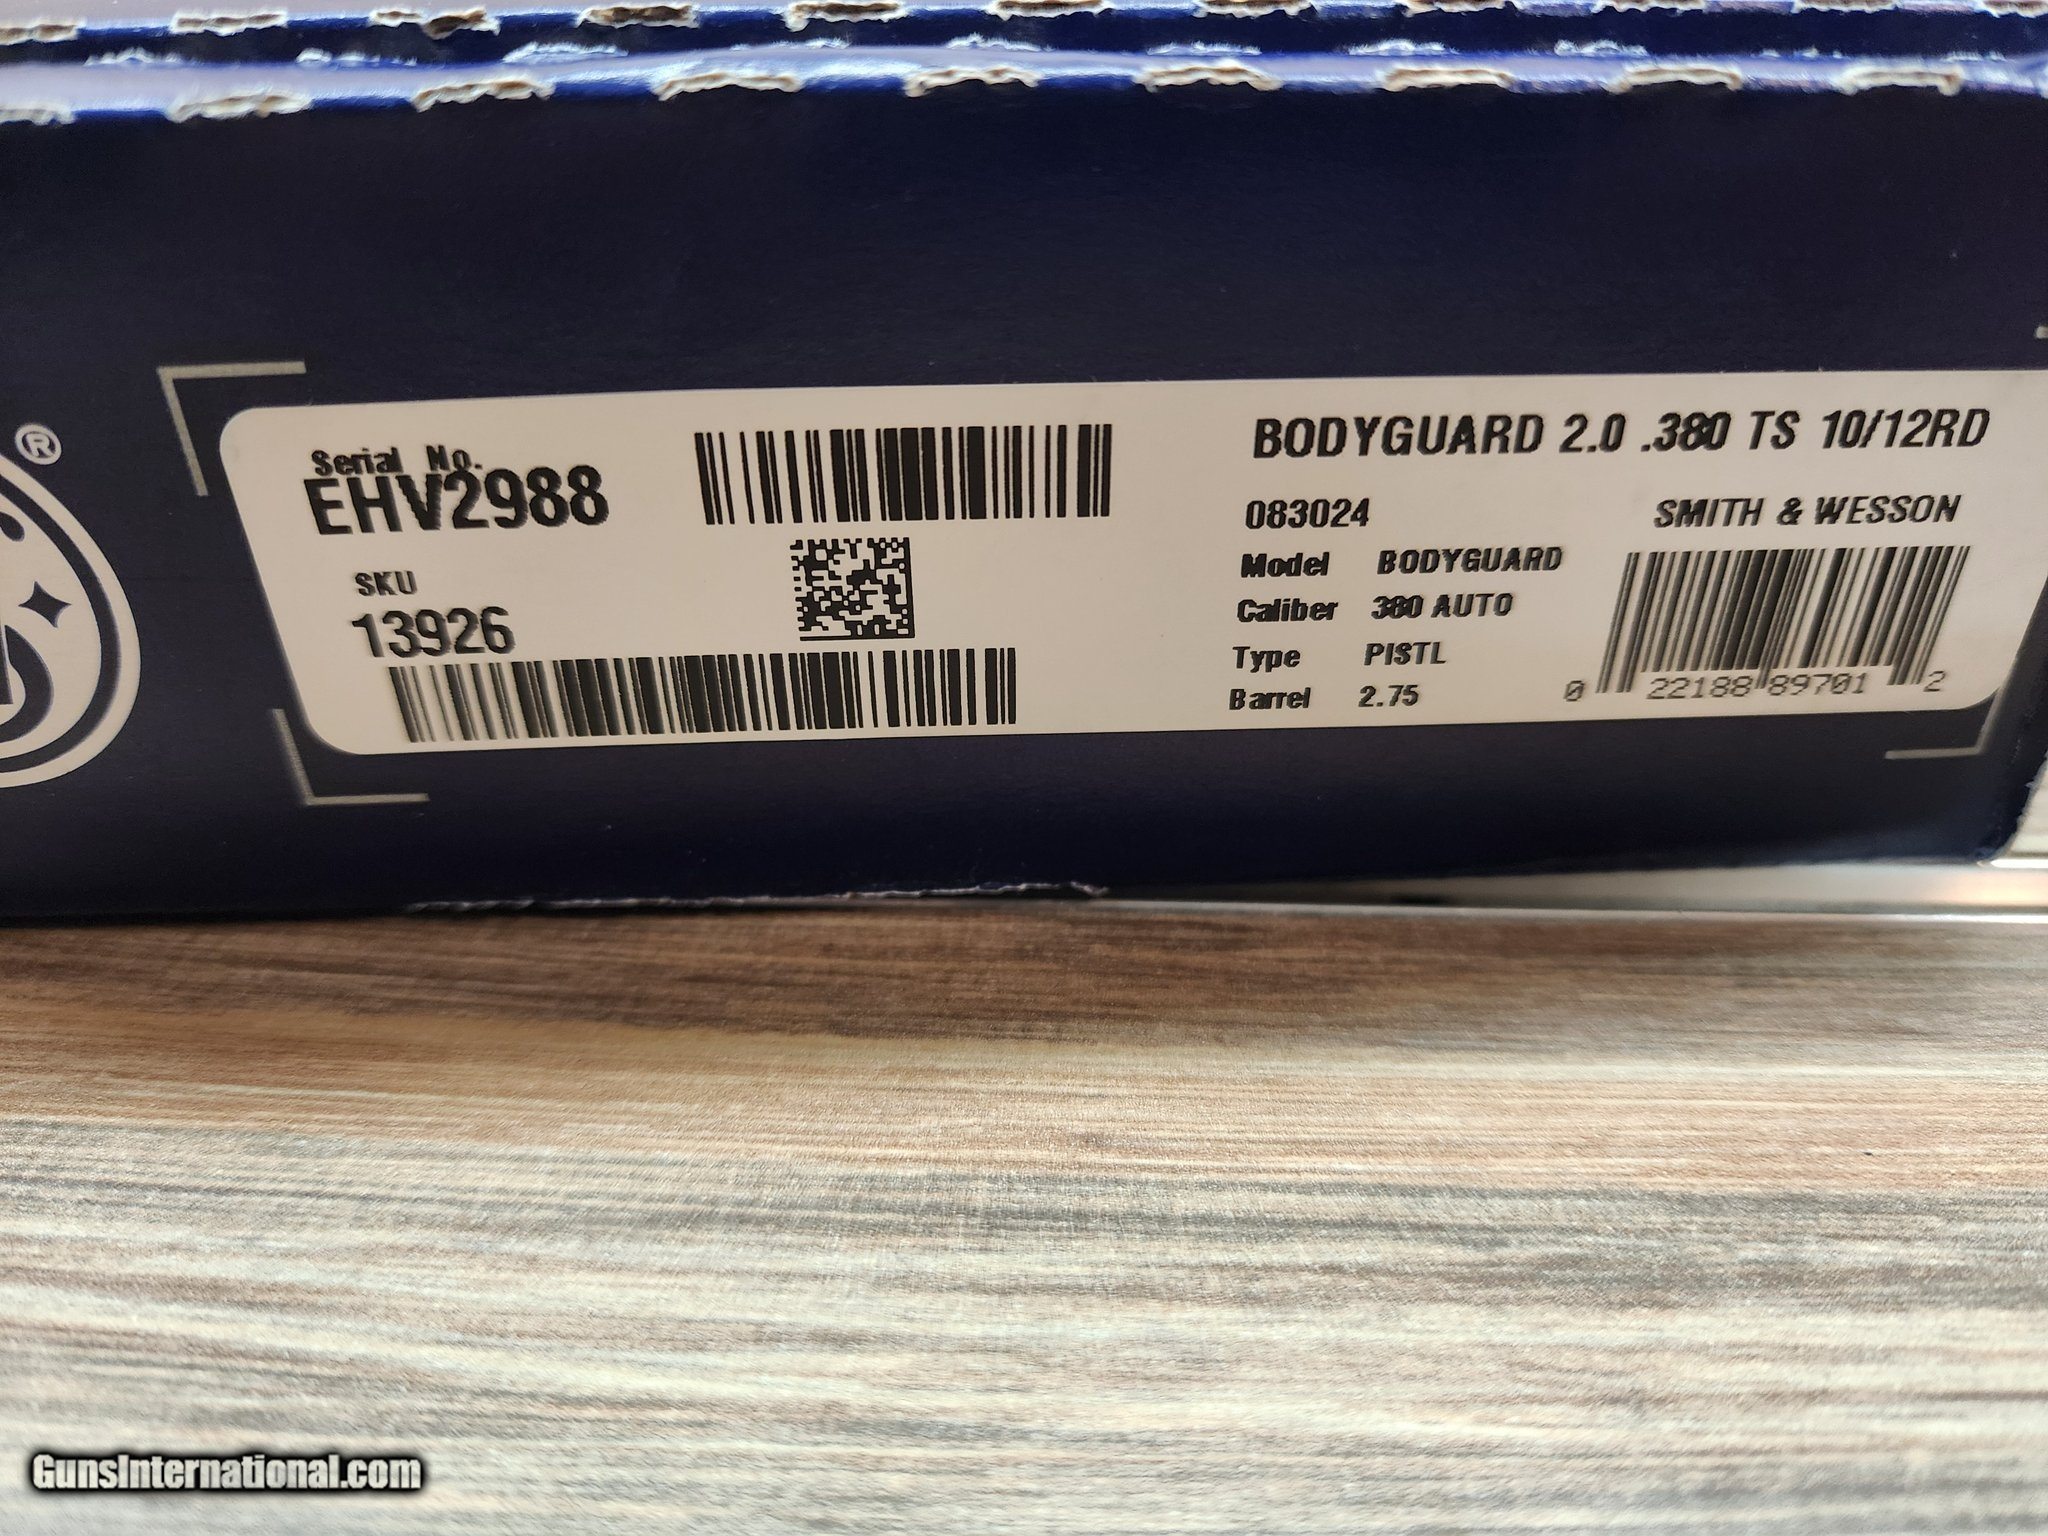 ®
Serial No.
EHV2988
SKU
13926
BODYGUARD 2.0 .380 TS 10/12RD
083024
SMITH & WESSON
Model BODYGUARD
Caliber 380 AUTO
Type PISTL
Barrel 2.75
0 22188 89701 2
GunsInternational.com